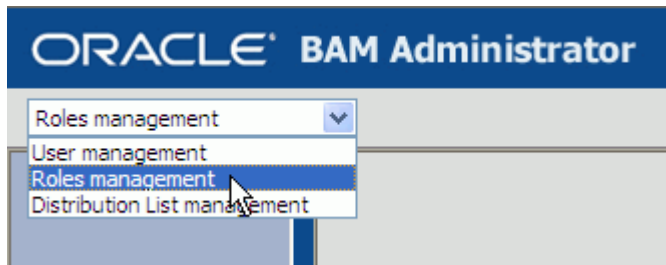 ORACLE BAM Administrator
Roles management
User management
Roles management
Distribution List management